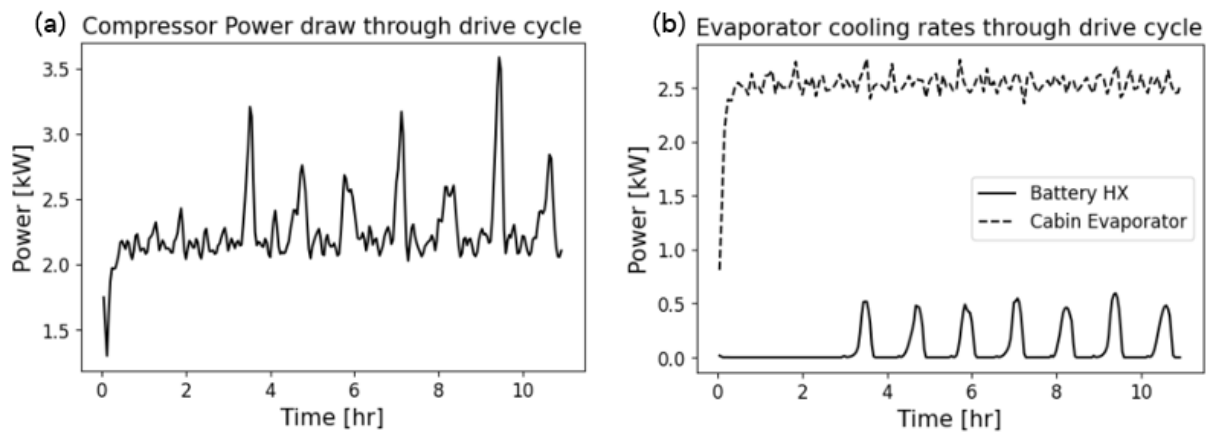 (a) Compressor Power draw through drive cycle
Power [kW]
3.5
3.0
2.5
2.0
1.5
0 2 4 6 8 10
Time [hr]
(b) Evaporator cooling rates through drive cycle
Power [kW]
2.5
2.0
1.5
1.0
0.5
0.0
Battery HX
Cabin Evaporator
0 2 4 6 8 10
Time [hr]